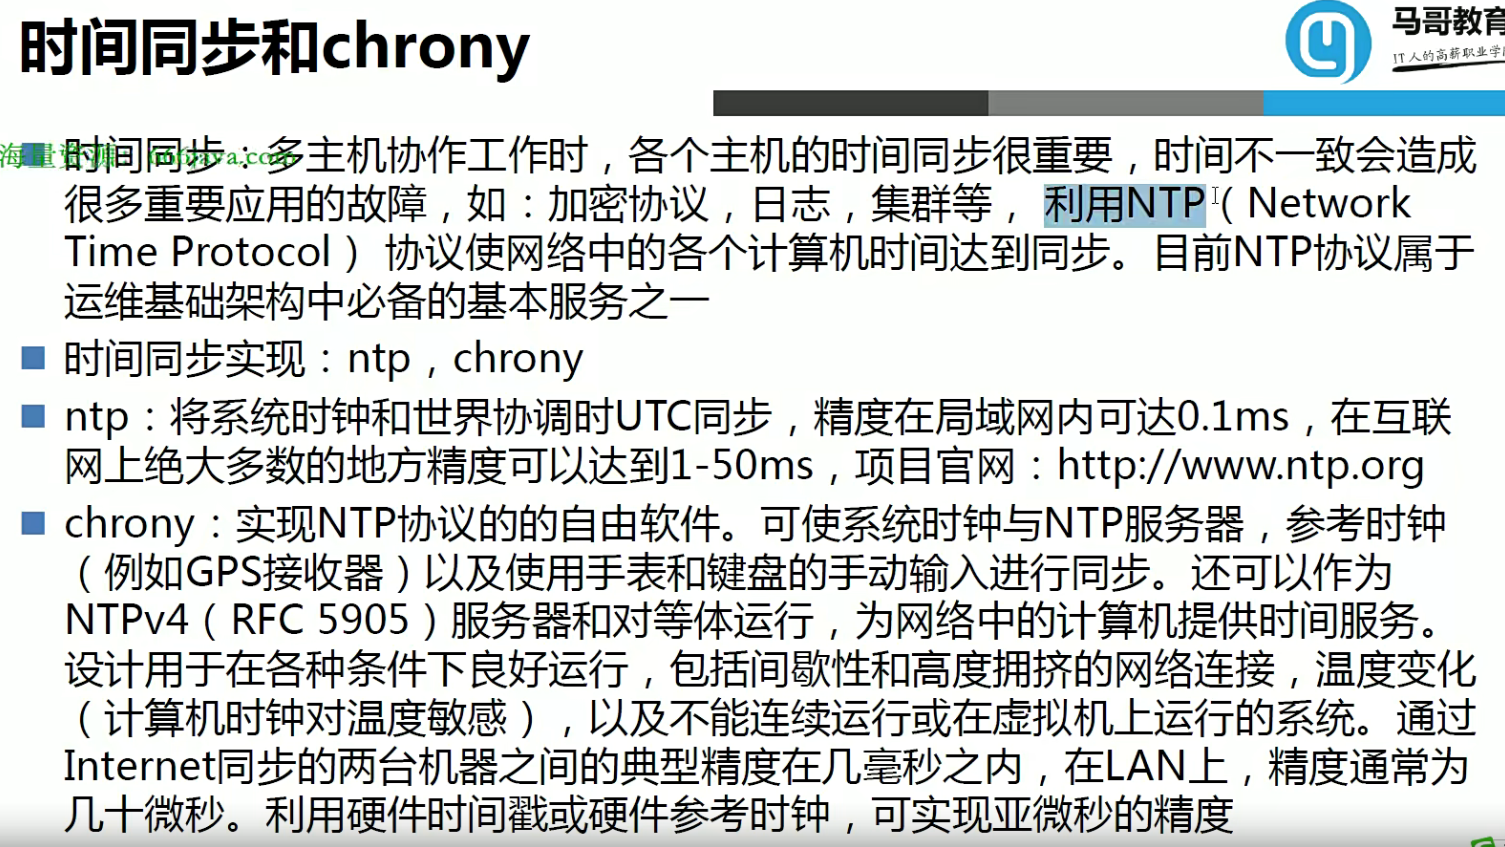 时间同步和chrony
马哥教育
IT人的高薪职业学
海量资源：666java.com
时间同步：多主机协作工作时，各个主机的时间同步很重要，时间不一致会造成
很多重要应用的故障，如：加密协议，日志，集群等， 利用NTP（Network
Time Protocol） 协议使网络中的各个计算机时间达到同步。目前NTP协议属于
运维基础架构中必备的基本服务之一
时间同步实现：ntp，chrony
ntp：将系统时钟和世界协调时UTC同步，精度在局域网内可达0.1ms，在互联
网上绝大多数的地方精度可以达到1-50ms，项目官网：http://www.ntp.org
chrony：实现NTP协议的的自由软件。可使系统时钟与NTP服务器，参考时钟
（例如GPS接收器）以及使用手表和键盘的手动输入进行同步。还可以作为
NTPv4（RFC 5905）服务器和对等体运行，为网络中的计算机提供时间服务。
设计用于在各种条件下良好运行，包括间歇性和高度拥挤的网络连接，温度变化
（计算机时钟对温度敏感），以及不能连续运行或在虚拟机上运行的系统。通过
Internet同步的两台机器之间的典型精度在几毫秒之内，在LAN上，精度通常为
几十微秒。利用硬件时间戳或硬件参考时钟，可实现亚微秒的精度